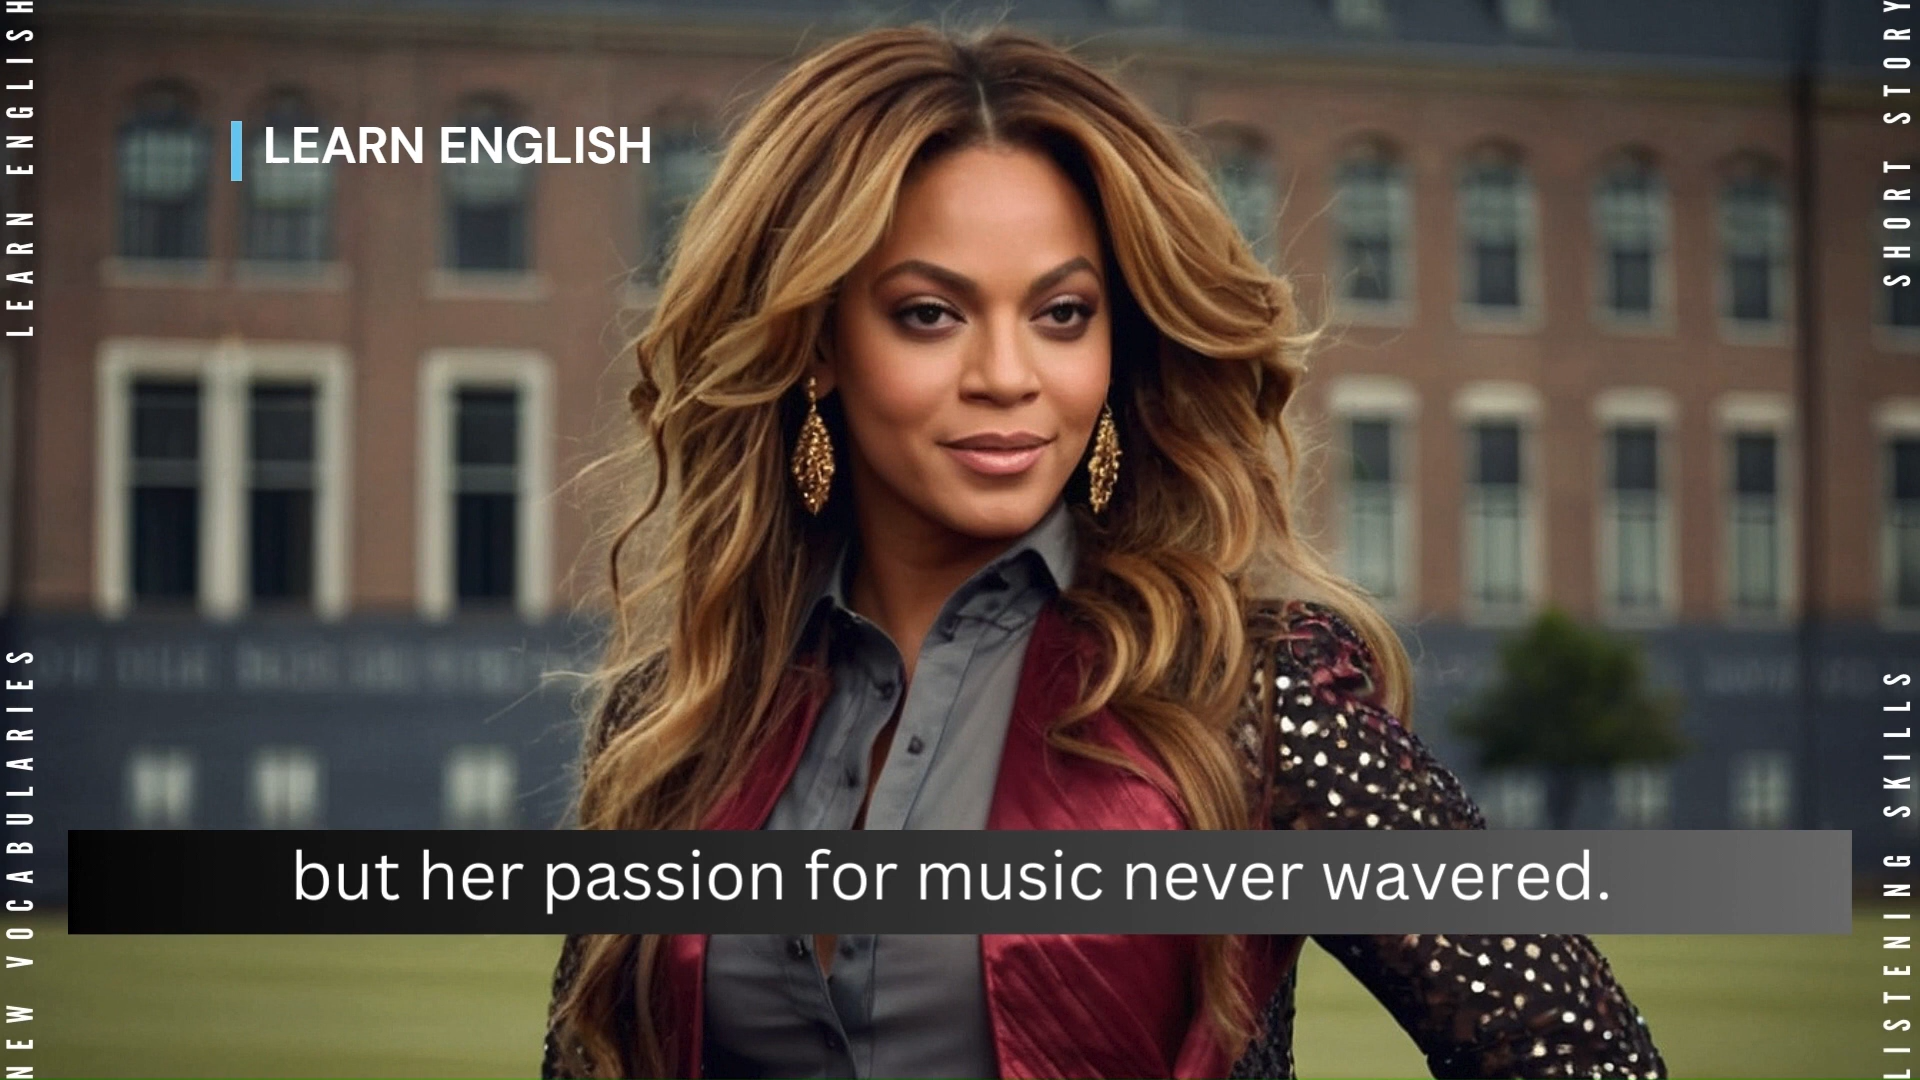 LEARN ENGLISH
LEARN ENGLISH
SHORT STORY
but her passion for music never wavered.
NEW VOCABULARIES
LISTENING SKILLS